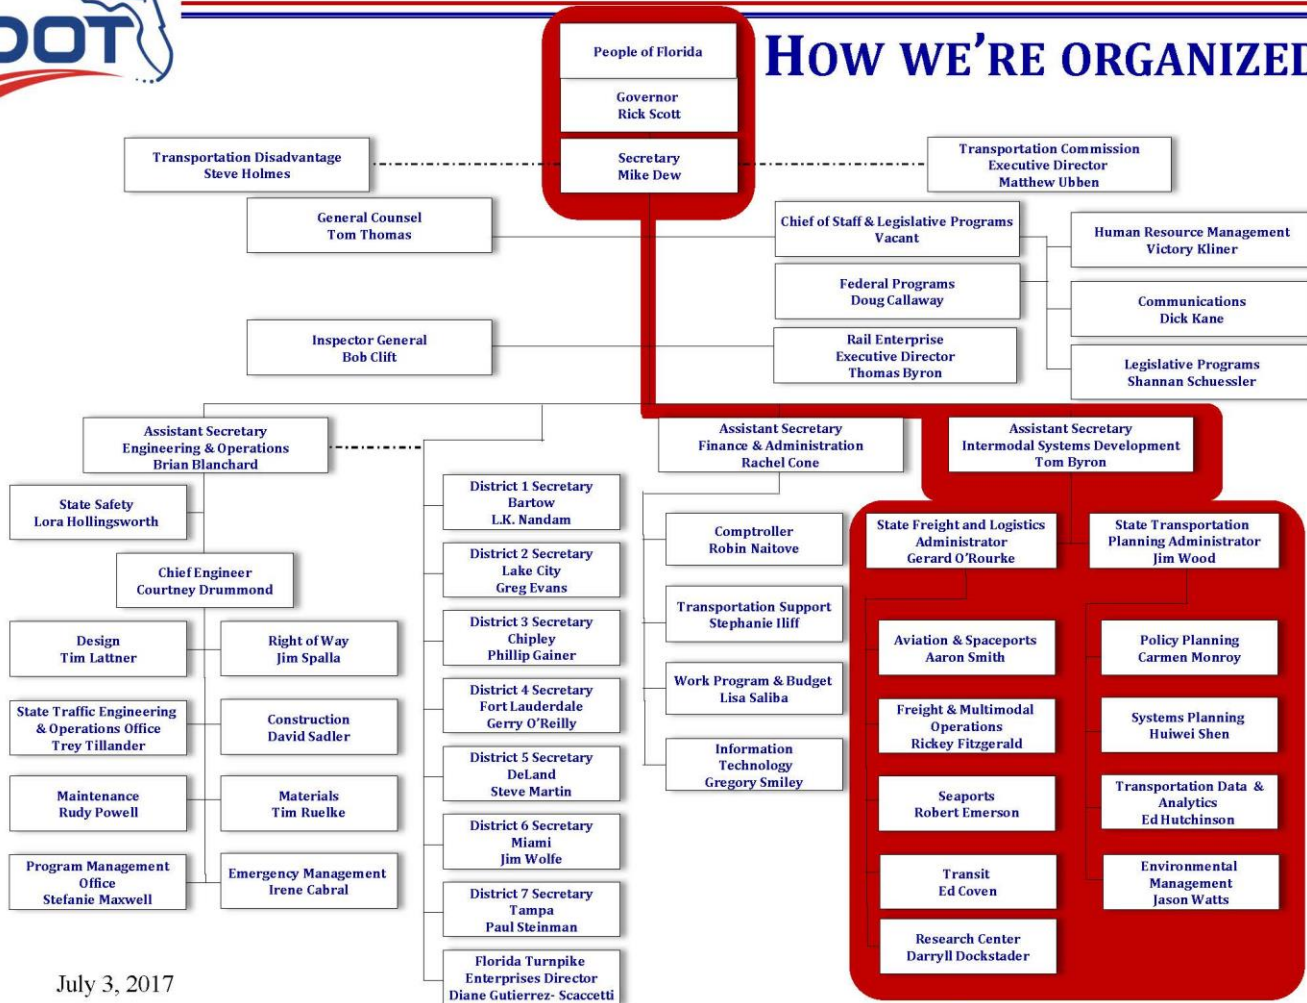 DOT
HOW WE'RE ORGANIZED
People of Florida
Governor
Rick Scott
Secretary
Mike Dew
Transportation Disadvantage
Steve Holmes
Transportation Commission
Executive Director
Matthew Ubben
General Counsel
Tom Thomas
Chief of Staff & Legislative Programs
Vacant
Human Resource Management
Victory Kliner
Federal Programs
Doug Callaway
Communications
Dick Kane
Inspector General
Bob Clift
Rail Enterprise
Executive Director
Thomas Byron
Legislative Programs
Shannan Schuessler
Assistant Secretary
Engineering & Operations
Brian Blanchard
Assistant Secretary
Finance & Administration
Rachel Cone
Assistant Secretary
Intermodal Systems Development
Tom Byron
State Safety
Lora Hollingsworth
Chief Engineer
Courtney Drummond
Design
Tim Lattner
Right of Way
Jim Spalla
State Traffic Engineering
& Operations Office
Trey Tillander
Construction
David Sadler
Maintenance
Rudy Powell
Materials
Tim Ruelke
Program Management
Office
Stefanie Maxwell
Emergency Management
Irene Cabral
District 1 Secretary
Bartow
L.K. Nandam
District 2 Secretary
Lake City
Greg Evans
District 3 Secretary
Chipley
Phillip Gainer
District 4 Secretary
Fort Lauderdale
Gerry O'Reilly
District 5 Secretary
DeLand
Steve Martin
District 6 Secretary
Miami
Jim Wolfe
District 7 Secretary
Tampa
Paul Steinman
Florida Turnpike
Enterprises Director
Diane Gutierrez- Scaccetti
Comptroller
Robin Naitove
Transportation Support
Stephanie Iliff
Work Program & Budget
Lisa Saliba
Information
Technology
Gregory Smiley
State Freight and Logistics
Administrator
Gerard O'Rourke
State Transportation
Planning Administrator
Jim Wood
Aviation & Spaceports
Aaron Smith
Freight & Multimodal
Operations
Rickey Fitzgerald
Seaports
Robert Emerson
Transit
Ed Coven
Research Center
Darryll Dockstader
Policy Planning
Carmen Monroy
Systems Planning
Huiwei Shen
Transportation Data &
Analytics
Ed Hutchinson
Environmental
Management
Jason Watts
July 3, 2017